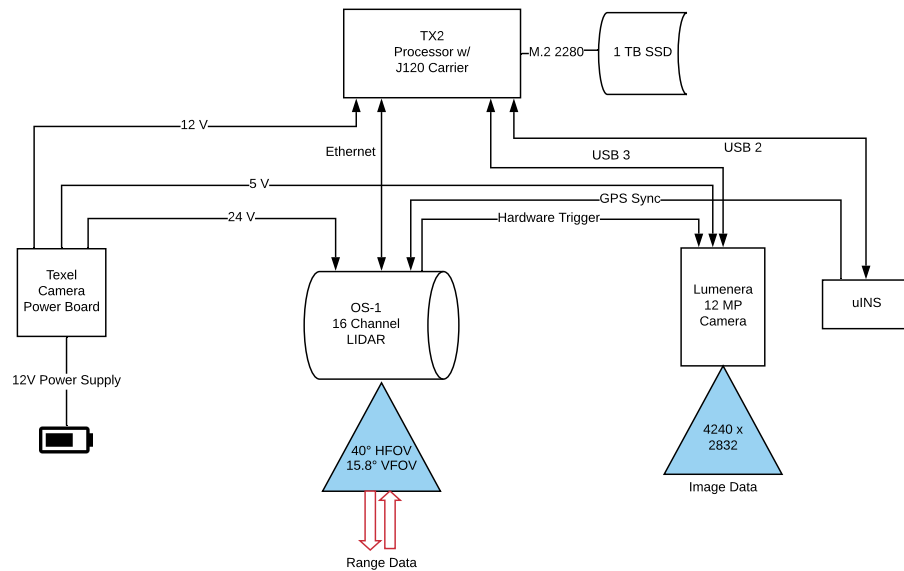 TX2
Processor w/
J120 Carrier
M.2 2280
1 TB SSD
12 V
Ethernet
USB 3
USB 2
5 V
GPS Sync
24 V
Hardware Trigger
Texel
Camera
Power Board
OS-1
16 Channel
LIDAR
Lumenera
12 MP
Camera
uINS
12V Power Supply
40° HFOV
15.8° VFOV
4240 x
2832
Image Data
Range Data